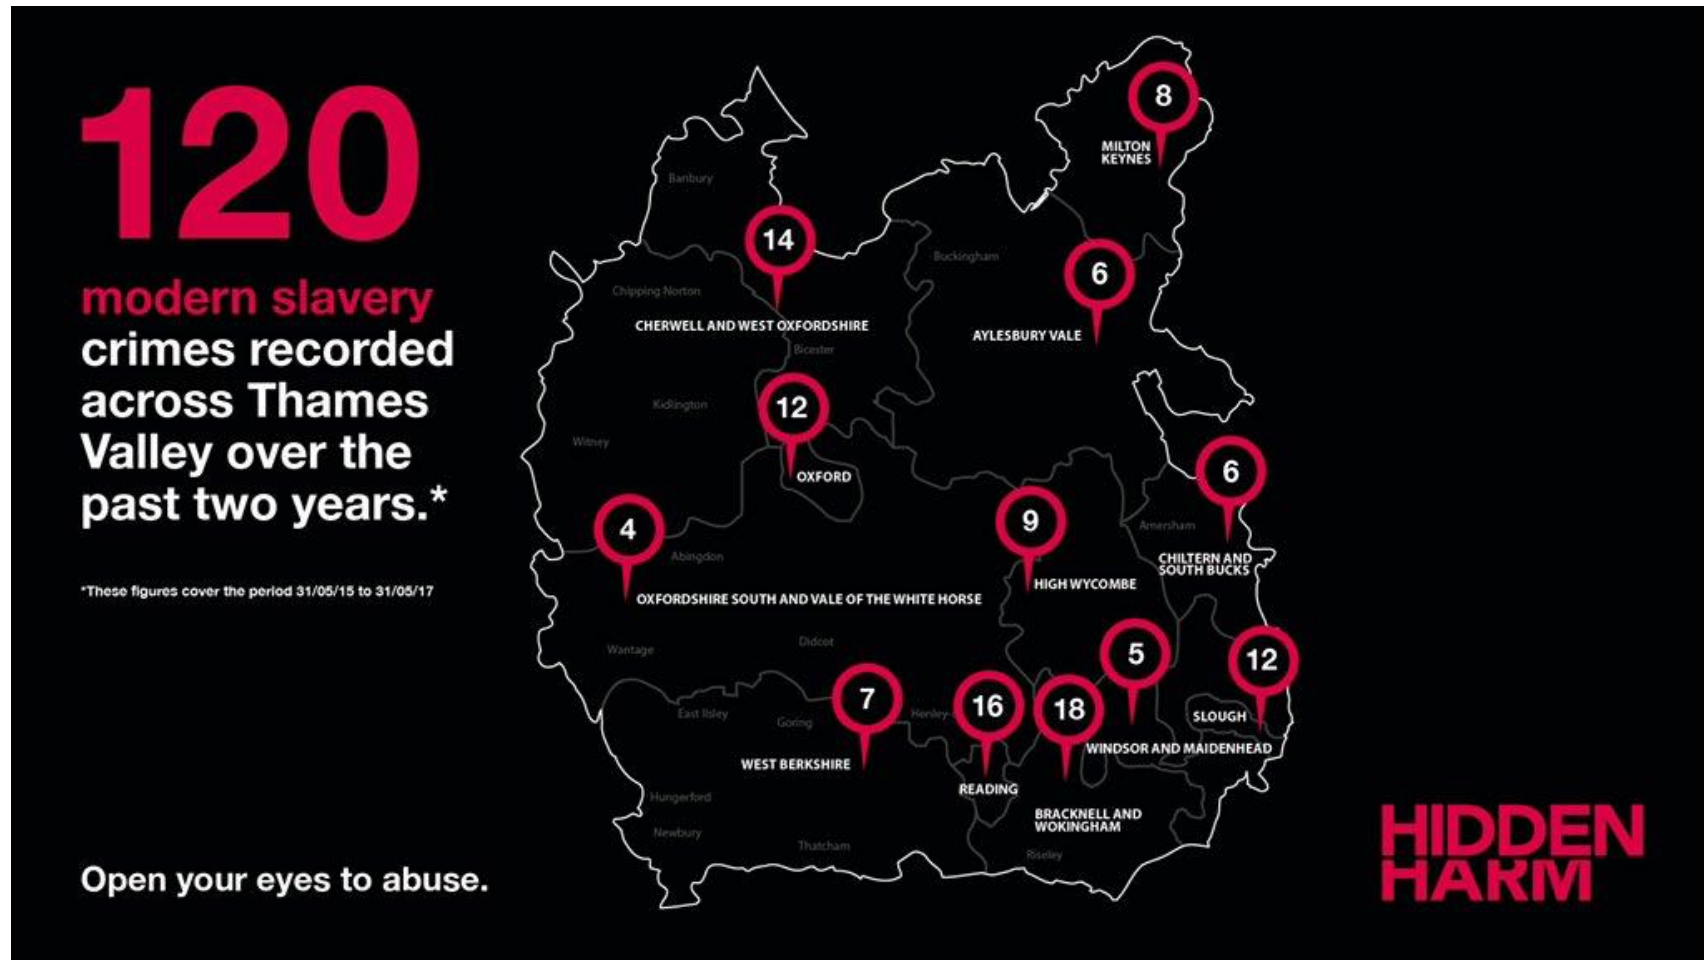 120
modern slavery
crimes recorded
across Thames
Valley over the
past two years.*
*These figures cover the period 31/05/15 to 31/05/17
Open your eyes to abuse.
8
MILTON
KEYNES
Banbury
14
Buckingham
6
Chipping Norton
CHERWELL AND WEST OXFORDSHIRE
AYLESBURY VALE
Bicester
Kidlington
12
Witney
OXFORD
6
4
9
Amersham
Abingdon
CHILTERN AND
SOUTH BUCKS
HIGH WYCOMBE
OXFORDSHIRE SOUTH AND VALE OF THE WHITE HORSE
Didcot
Wantage
5
12
7
16
18
East Ilsley
Goring
Henley
SLOUGH
WINDSOR AND MAIDENHEAD
WEST BERKSHIRE
READING
Hungerford
BRACKNELL AND
WOKINGHAM
Newbury
Thatcham
Riseley
HIDDEN
HARM